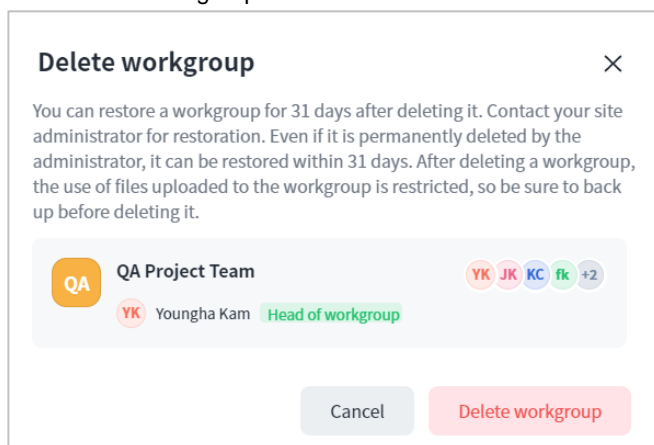 Delete workgroup
You can restore a workgroup for 31 days after deleting it. Contact your site
administrator for restoration. Even if it is permanently deleted by the
administrator, it can be restored within 31 days. After deleting a workgroup,
the use of files uploaded to the workgroup is restricted, so be sure to back
up before deleting it.
QA
QA Project Team
YK JK KC fk +2
YK Youngha Kam Head of workgroup
Cancel
Delete workgroup